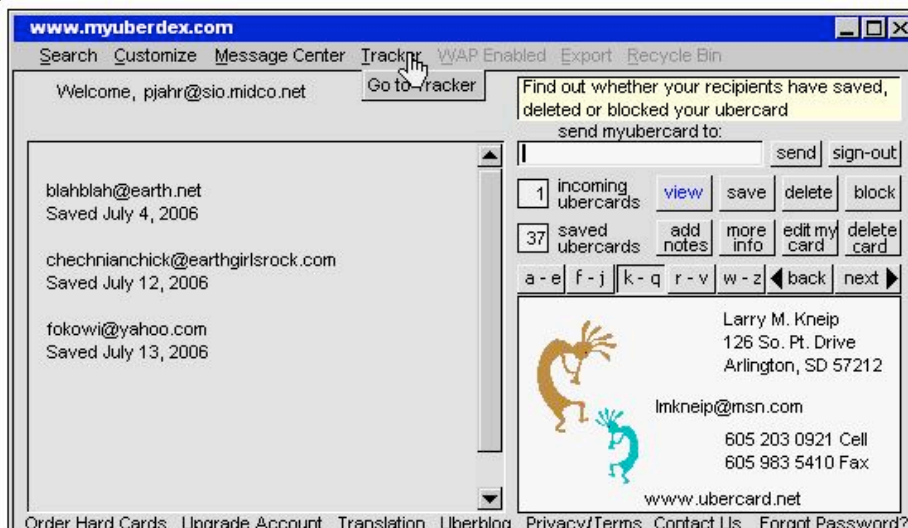 www.myuberdex.com
Search Customize Message Center Tracker WAP Enabled Export Recycle Bin
Go to Tracker
Welcome, pjahr@sio.midco.net
Find out whether your recipients have saved,
deleted or blocked your ubercard
send myubercard to:
send sign-out
blahblah@earth.net
Saved July 4, 2006
chechnianchick@earthgirlsrock.com
Saved July 12, 2006
fokowi@yahoo.com
Saved July 13, 2006
1 incoming ubercards view save delete block
37 saved ubercards add notes more info edit my card delete card
a - e f - j k - q r - v w - z back next
Larry M. Kneip
126 So. Pt. Drive
Arlington, SD 57212
lmkneip@msn.com
605 203 0921 Cell
605 983 5410 Fax
www.ubercard.net
Order Hard Cards Upgrade Account Translation Uberblog Privacy/Terms Contact Us Forgot Password?